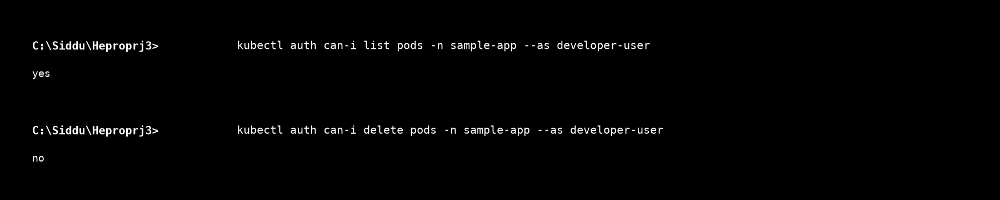 C:\Siddu\Heproprj3> kubectl auth can-i list pods -n sample-app --as developer-user
yes
C:\Siddu\Heproprj3> kubectl auth can-i delete pods -n sample-app --as developer-user
no